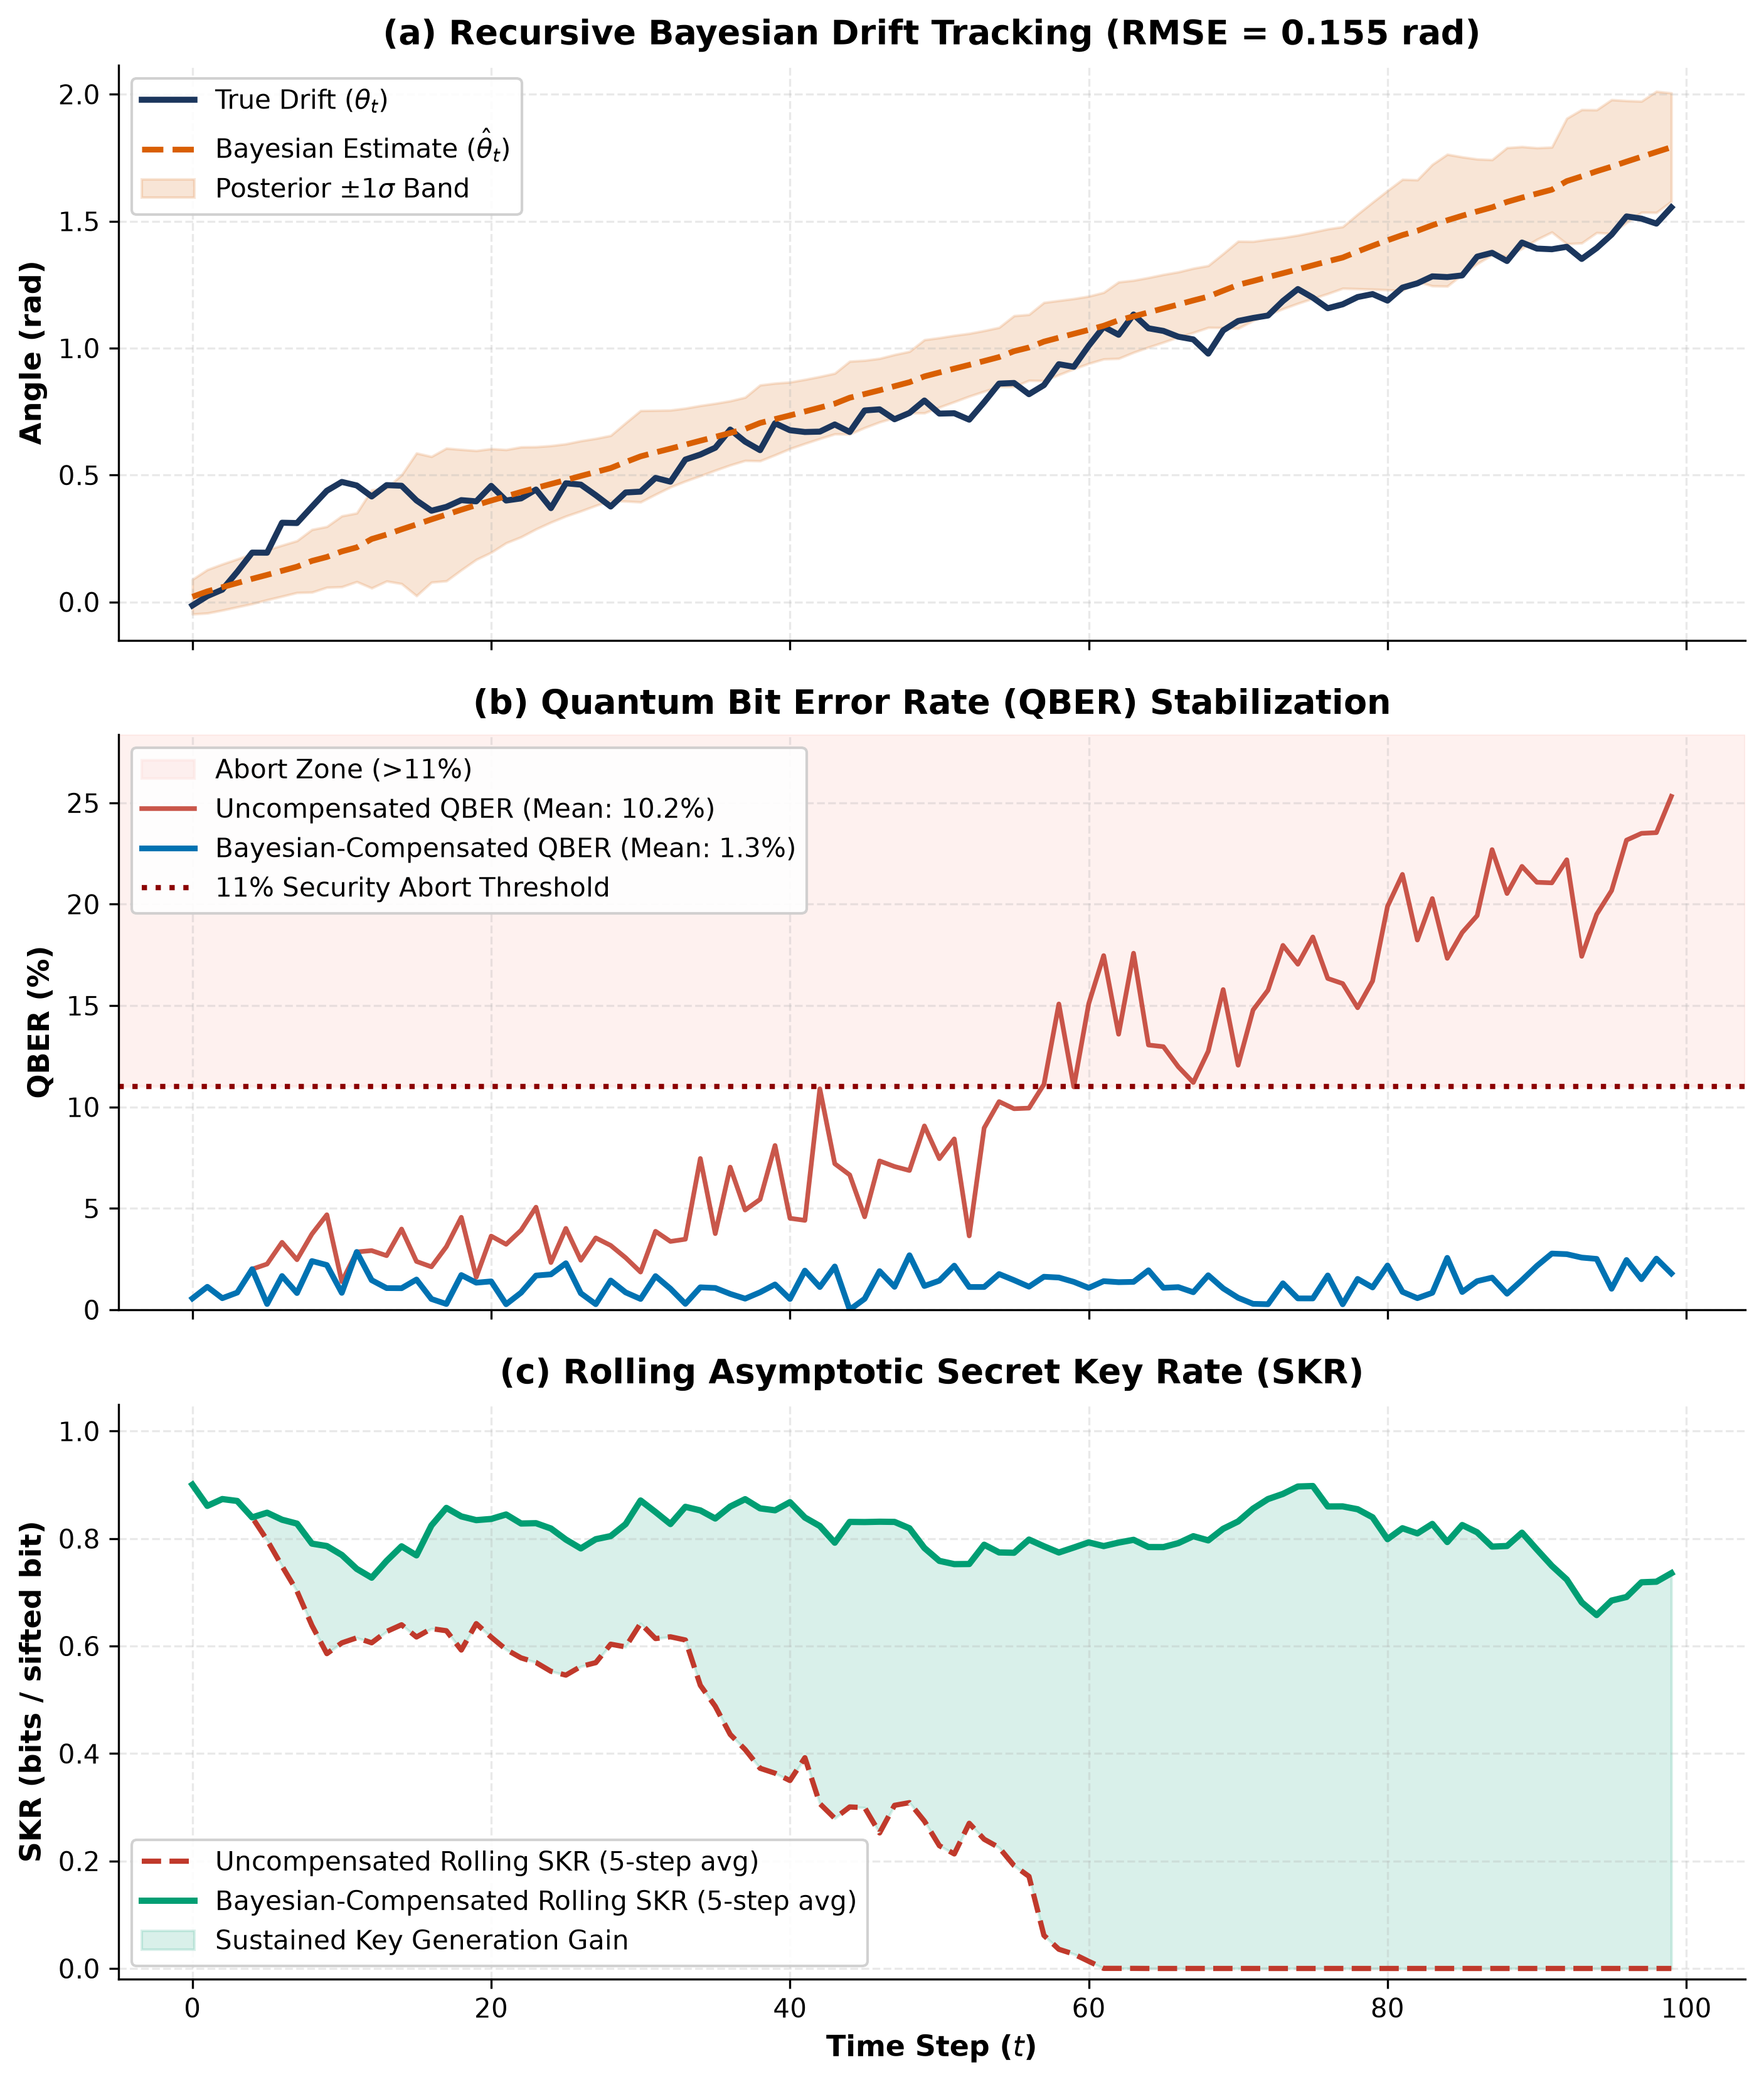 (a) Recursive Bayesian Drift Tracking (RMSE = 0.155 rad)
True Drift (θ_t)
Bayesian Estimate (θ̂_t)
Posterior ±1σ Band
Angle (rad)
2.0
1.5
1.0
0.5
0.0
(b) Quantum Bit Error Rate (QBER) Stabilization
Abort Zone (>11%)
Uncompensated QBER (Mean: 10.2%)
Bayesian-Compensated QBER (Mean: 1.3%)
11% Security Abort Threshold
QBER (%)
25
20
15
10
5
0
(c) Rolling Asymptotic Secret Key Rate (SKR)
SKR (bits / sifted bit)
1.0
0.8
0.6
0.4
0.2
0.0
Uncompensated Rolling SKR (5-step avg)
Bayesian-Compensated Rolling SKR (5-step avg)
Sustained Key Generation Gain
0 20 40 60 80 100
Time Step (t)